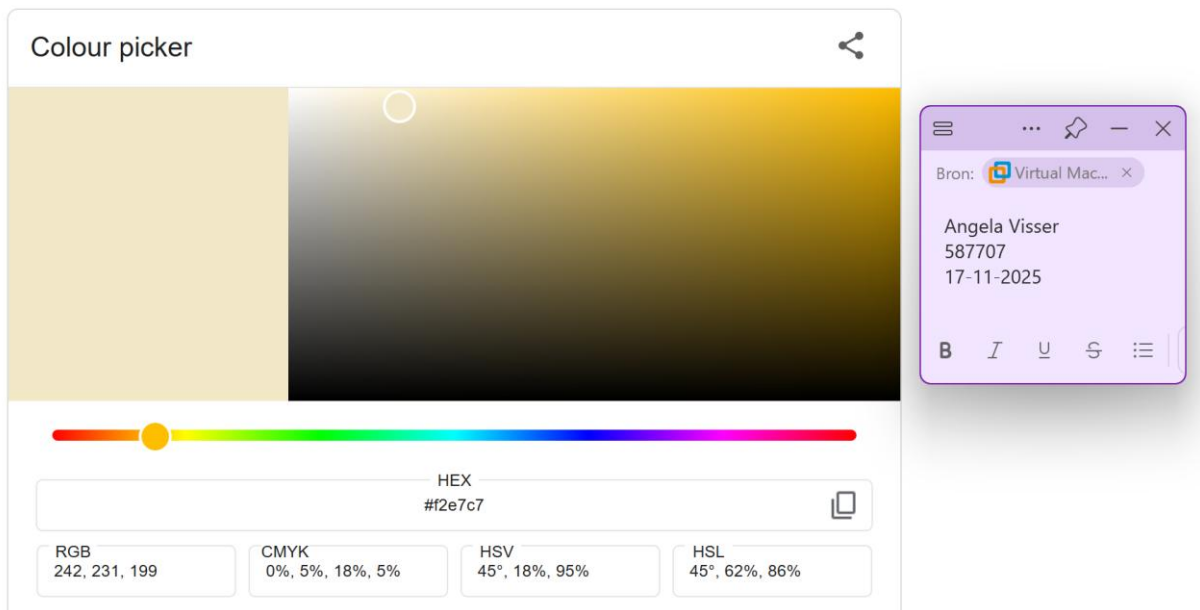 Colour picker
HEX
#f2e7c7
RGB
242, 231, 199
CMYK
0%, 5%, 18%, 5%
HSV
45°, 18%, 95%
HSL
45°, 62%, 86%
Bron: Virtual Mac... ×
Angela Visser
587707
17-11-2025
B I U S